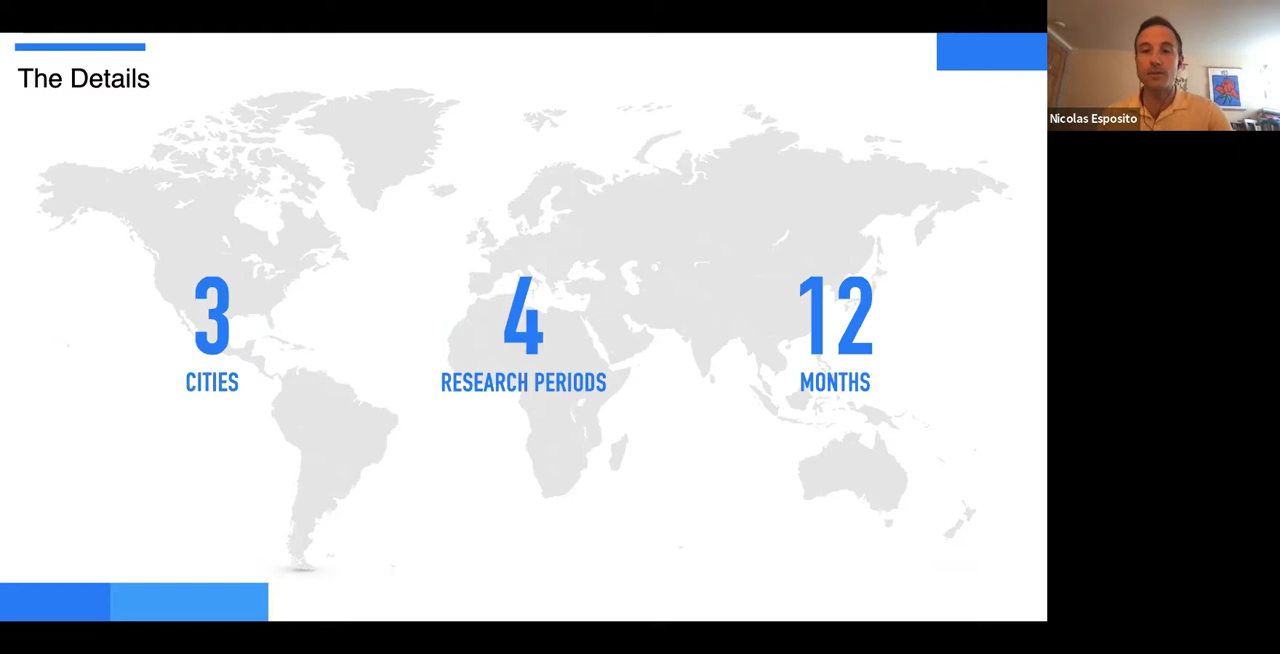 The Details
3
CITIES
4
RESEARCH PERIODS
12
MONTHS
Nicolas Esposito